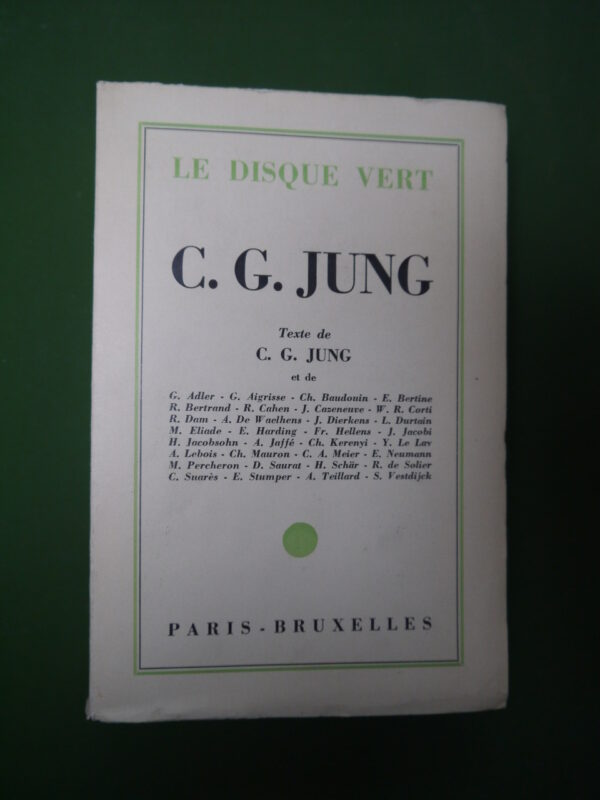 LE DISQUE VERT
C. G. JUNG
Texte de
C. G. JUNG
et de
G. Adler - G. Aigrisse - Ch. Baudouin - E. Bertine
R. Bertrand - R. Cahen - J. Cazeneuve - W. R. Corti
R. Dam - A. De Waelhens - J. Dierkens - L. Durtain
M. Eliade - E. Harding - Fr. Hellens - J. Jacobi
H. Jacobsohn - A. Jaffé - Ch. Kerenyi - Y. Le Lay
A. Lebois - Ch. Mauron - C. A. Meier - E. Neumann
M. Percheron - D. Saurat - H. Schär - R. de Solier
C. Suarès - E. Stumper - A. Teillard - S. Vestdijck
PARIS - BRUXELLES